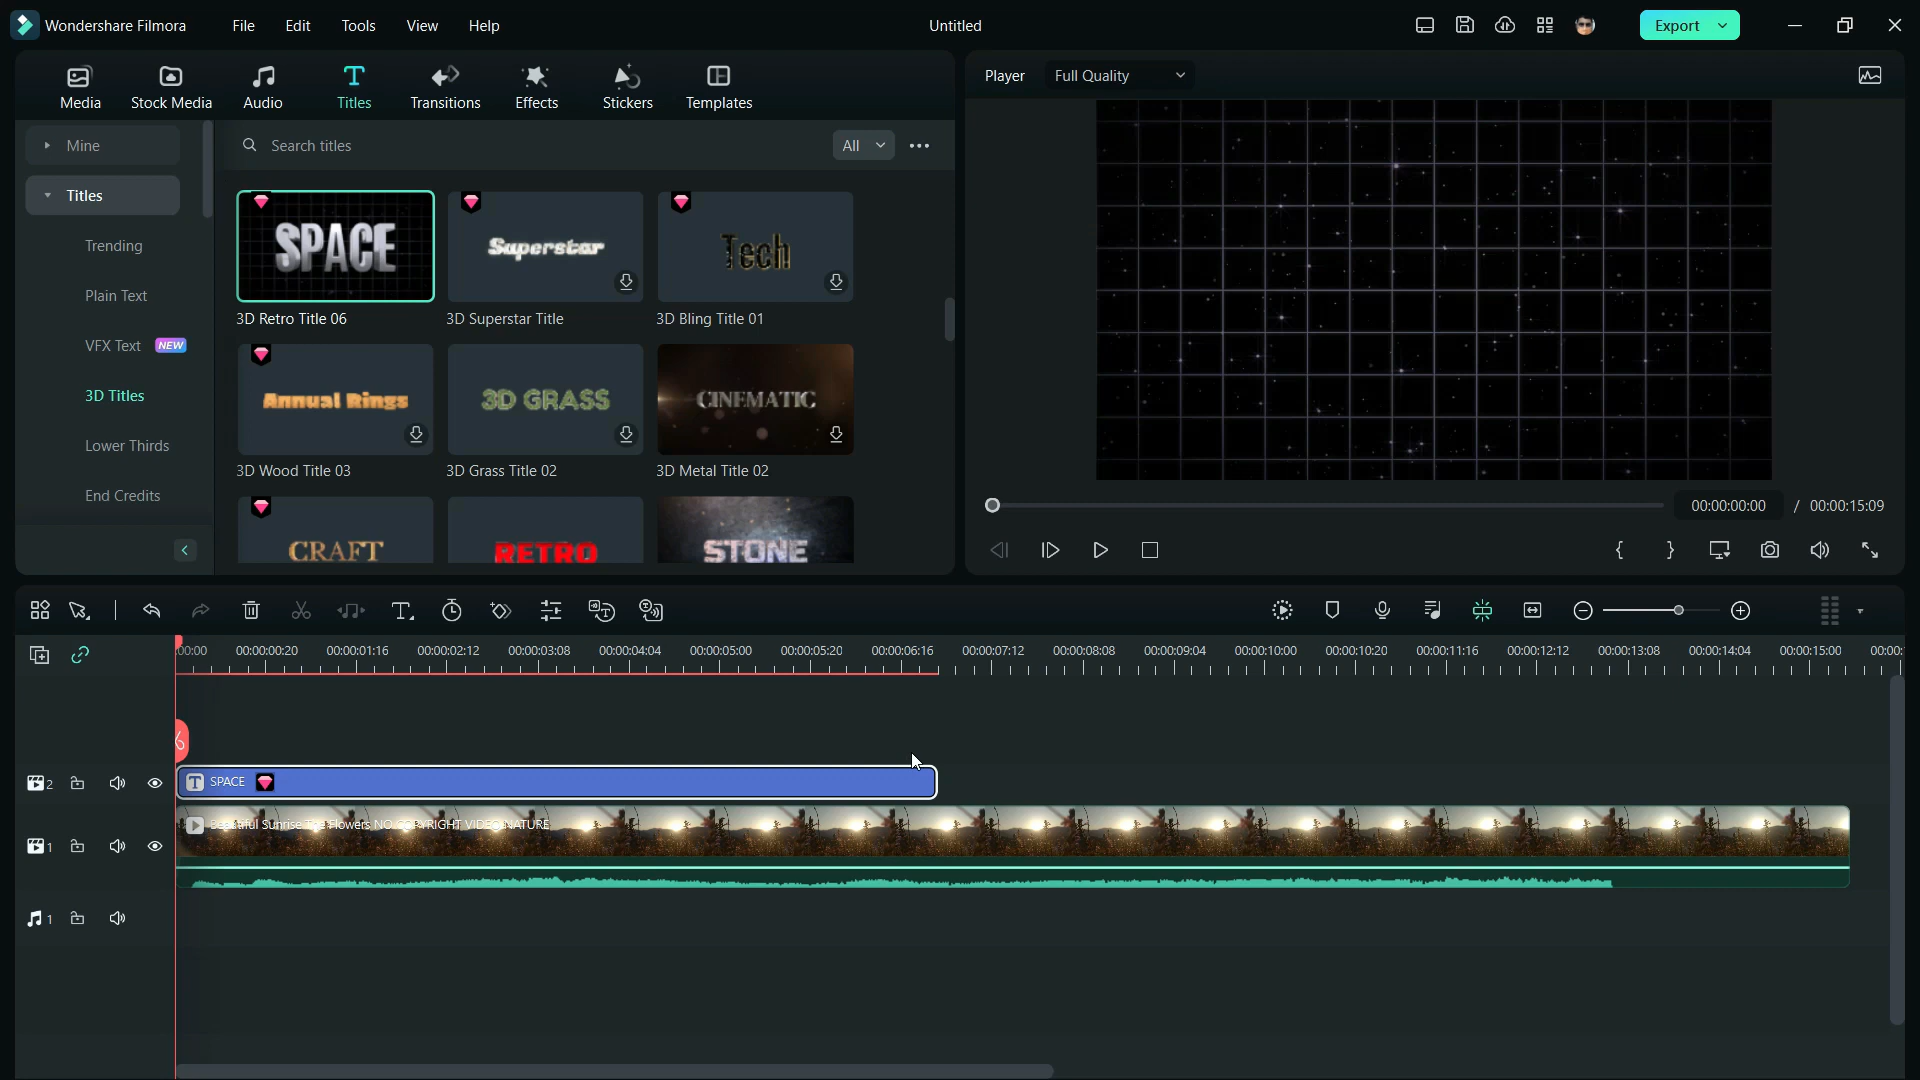 Wondershare Filmora File Edit Tools View Help Untitled Export
Media Stock Media Audio Titles Transitions Effects Stickers Templates
Player Full Quality
Mine
Search titles All
Titles
Trending
Plain Text
VFX Text NEW
3D Titles
Lower Thirds
End Credits
SPACE Superstar Tech
3D Retro Title 06 3D Superstar Title 3D Bling Title 01
Annual Rings 3D GRASS CINEMATIC
3D Wood Title 03 3D Grass Title 02 3D Metal Title 02
CRAFT RETRO STONE
00:00:00:00 / 00:00:15:09
:00:00 00:00:00:20 00:00:01:16 00:00:02:12 00:00:03:08 00:00:04:04 00:00:05:00 00:00:05:20 00:00:06:16 00:00:07:12 00:00:08:08 00:00:09:04 00:00:10:00 00:00:10:20 00:00:11:16 00:00:12:12 00:00:13:08 00:00:14:04 00:00:15:00 00:00:
2 SPACE
Beautiful Sunrise The Flowers NO COPYRIGHT VIDEO NATURE
1
1